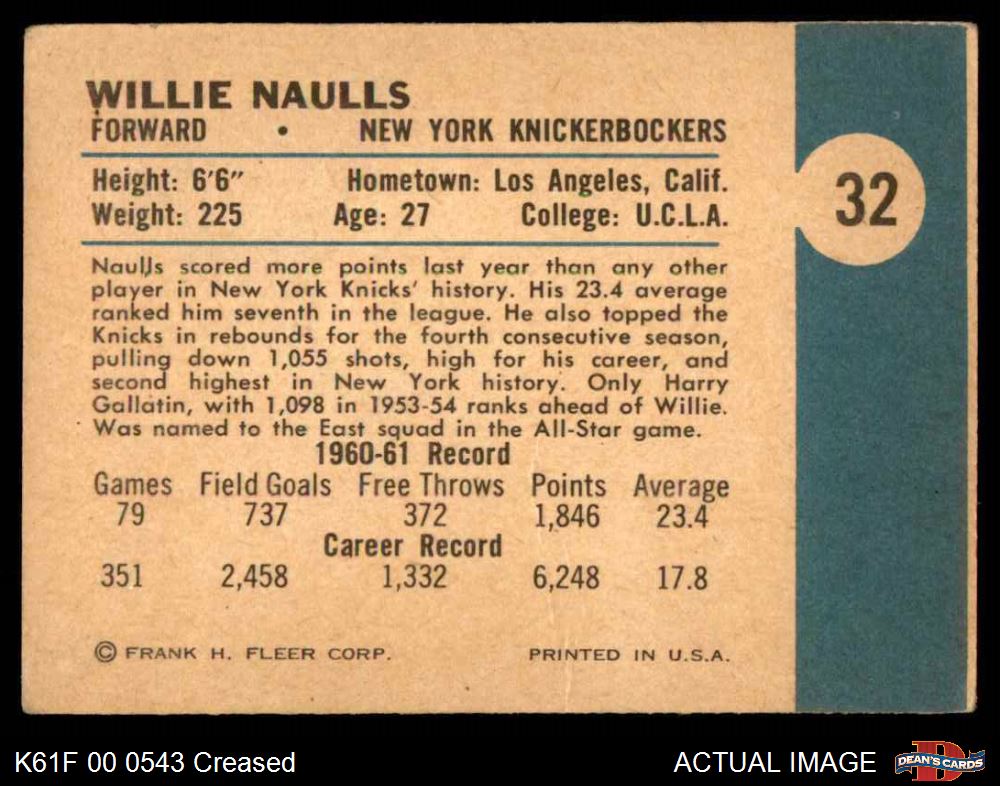 WILLIE NAULLS
FORWARD • NEW YORK KNICKERBOCKERS
Height: 6'6" Hometown: Los Angeles, Calif.
Weight: 225 Age: 27 College: U.C.L.A.
32
Naulls scored more points last year than any other
player in New York Knicks' history. His 23.4 average
ranked him seventh in the league. He also topped the
Knicks in rebounds for the fourth consecutive season,
pulling down 1,055 shots, high for his career, and
second highest in New York history. Only Harry
Gallatin, with 1,098 in 1953-54 ranks ahead of Willie.
Was named to the East squad in the All-Star game.
1960-61 Record
Games Field Goals Free Throws Points Average
79 737 372 1,846 23.4
Career Record
351 2,458 1,332 6,248 17.8
© FRANK H. FLEER CORP. PRINTED IN U.S.A.
K61F 00 0543 Creased ACTUAL IMAGE
D
DEAN'S CARDS